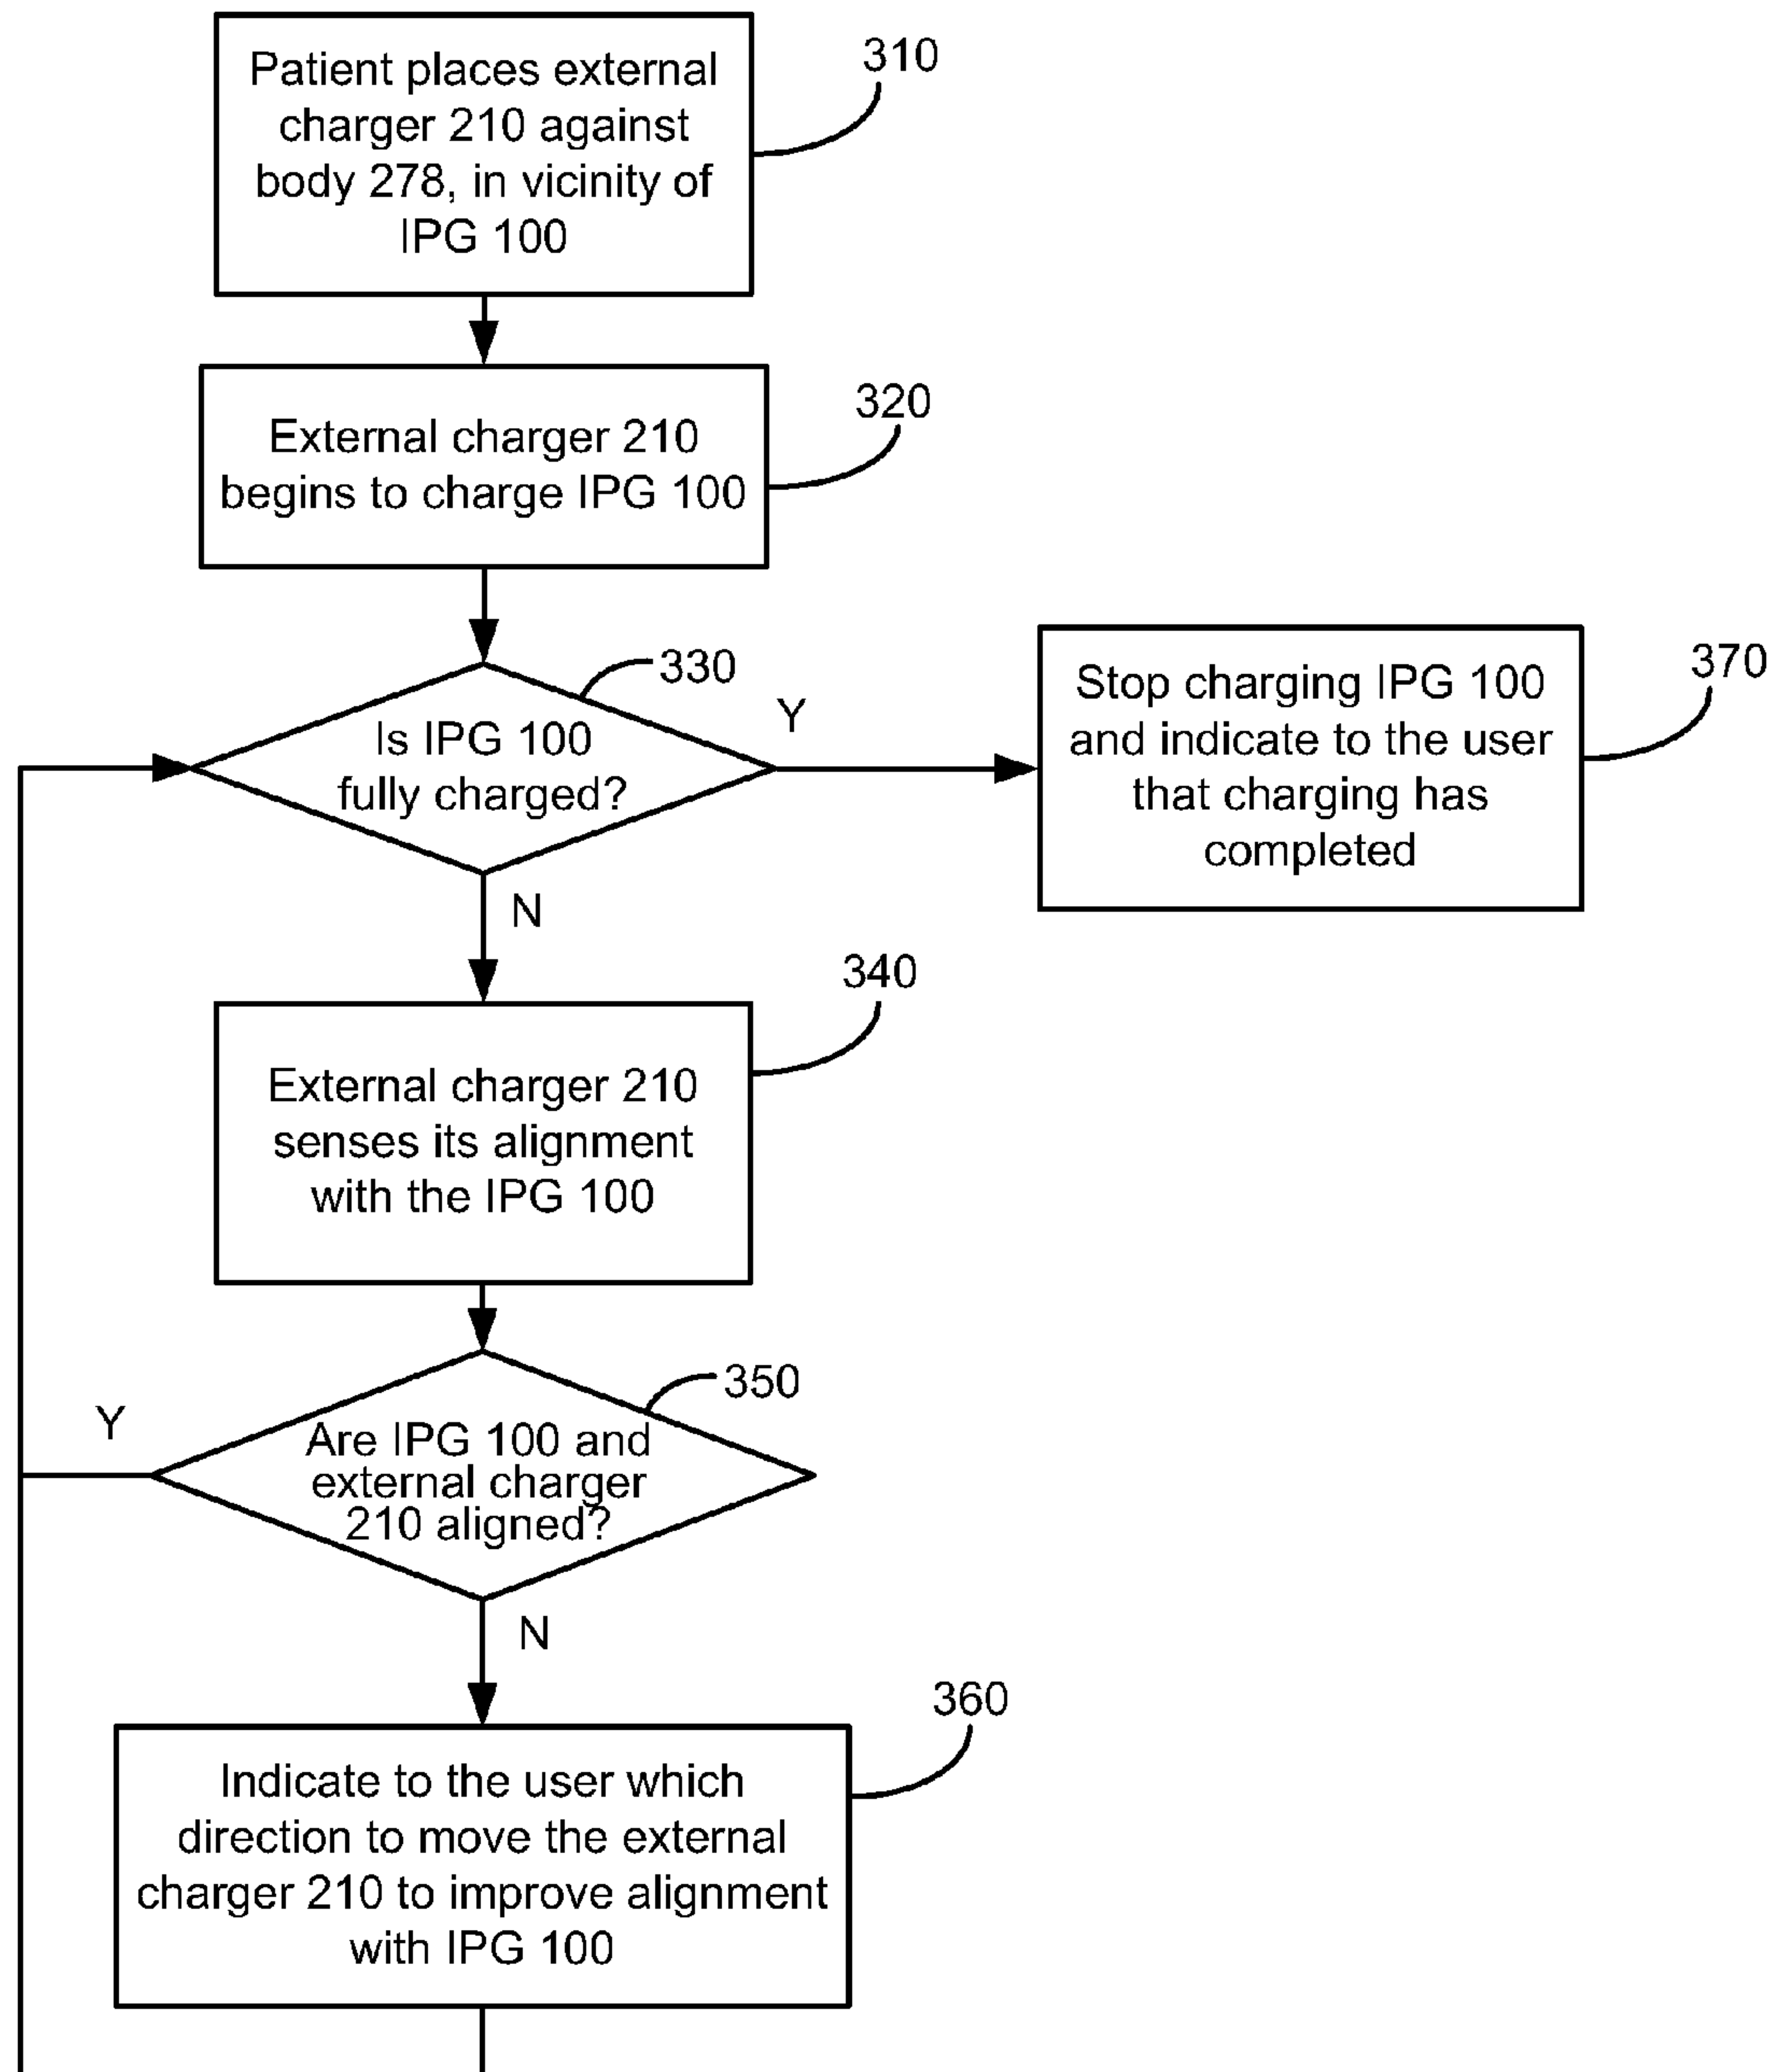 Patient places external
charger 210 against
body 278, in vicinity of
IPG 100
310
External charger 210
begins to charge IPG 100
320
330
Is IPG 100
fully charged?
Y
N
Stop charging IPG 100
and indicate to the user
that charging has
completed
370
External charger 210
senses its alignment
with the IPG 100
340
350
Are IPG 100 and
external charger
210 aligned?
Y
N
Indicate to the user which
direction to move the external
charger 210 to improve alignment
with IPG 100
360